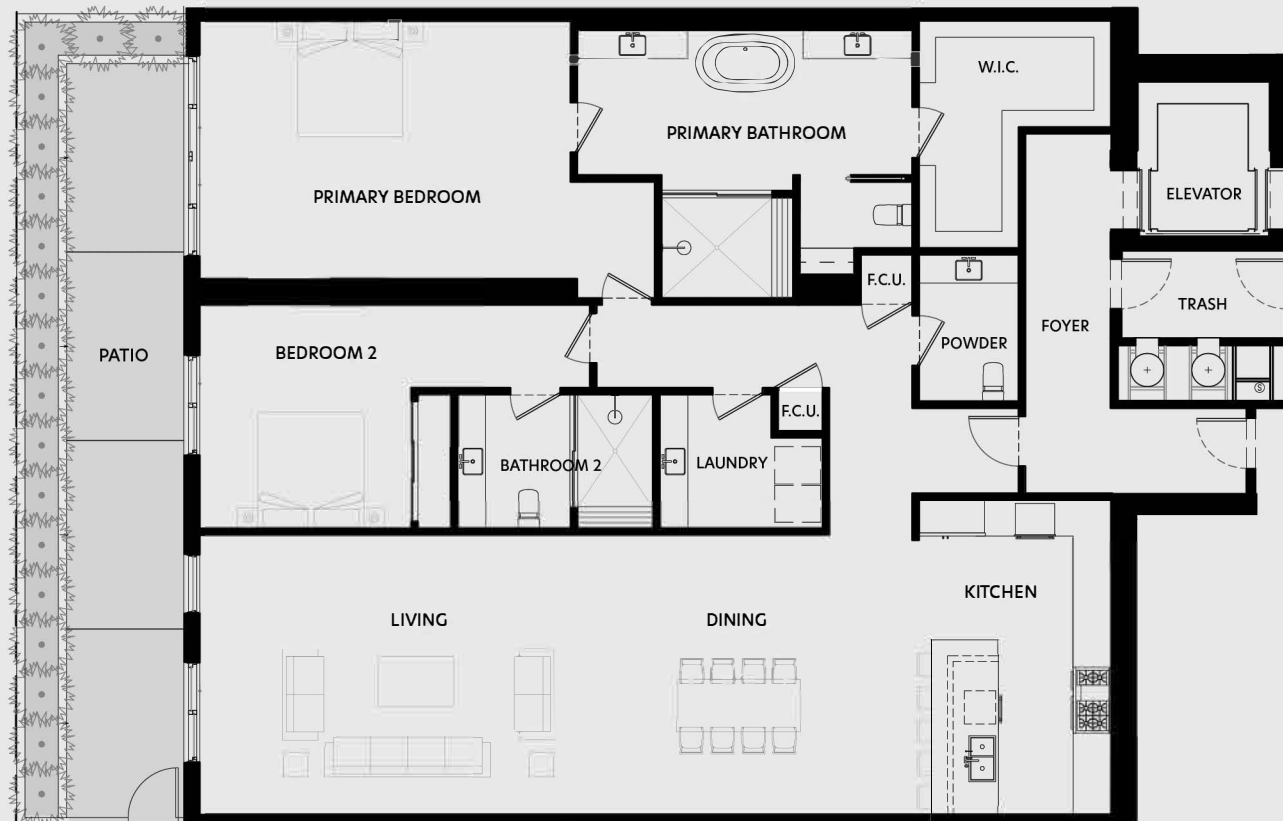 W.I.C.
PRIMARY BATHROOM
PRIMARY BEDROOM
ELEVATOR
F.C.U.
TRASH
FOYER
POWDER
PATIO
BEDROOM 2
S
F.C.U.
BATHROOM 2
LAUNDRY
KITCHEN
LIVING
DINING